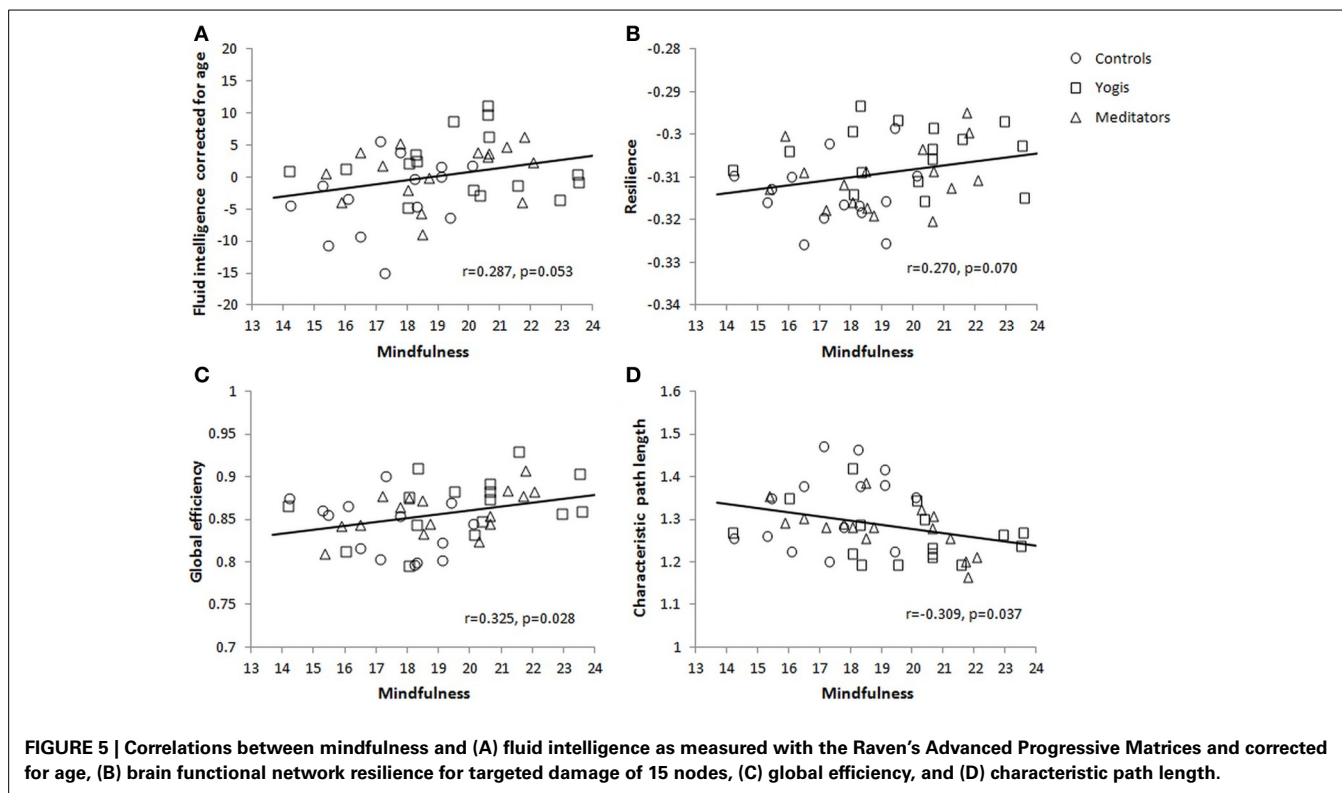 A
20
15
10
5
0
-5
-10
-15
-20
Fluid intelligence corrected for age
13 14 15 16 17 18 19 20 21 22 23 24
Mindfulness
r=0.287, p=0.053
B
-0.28
-0.29
-0.3
-0.31
-0.32
-0.33
-0.34
Resilience
13 14 15 16 17 18 19 20 21 22 23 24
Mindfulness
r=0.270, p=0.070
Controls
Yogis
Meditators
C
1
0.95
0.9
0.85
0.8
0.75
0.7
Global efficiency
13 14 15 16 17 18 19 20 21 22 23 24
Mindfulness
r=0.325, p=0.028
D
1.6
1.5
1.4
1.3
1.2
1.1
1
Characteristic path length
13 14 15 16 17 18 19 20 21 22 23 24
Mindfulness
r=-0.309, p=0.037
FIGURE 5 | Correlations between mindfulness and (A) fluid intelligence as measured with the Raven's Advanced Progressive Matrices and corrected
for age, (B) brain functional network resilience for targeted damage of 15 nodes, (C) global efficiency, and (D) characteristic path length.